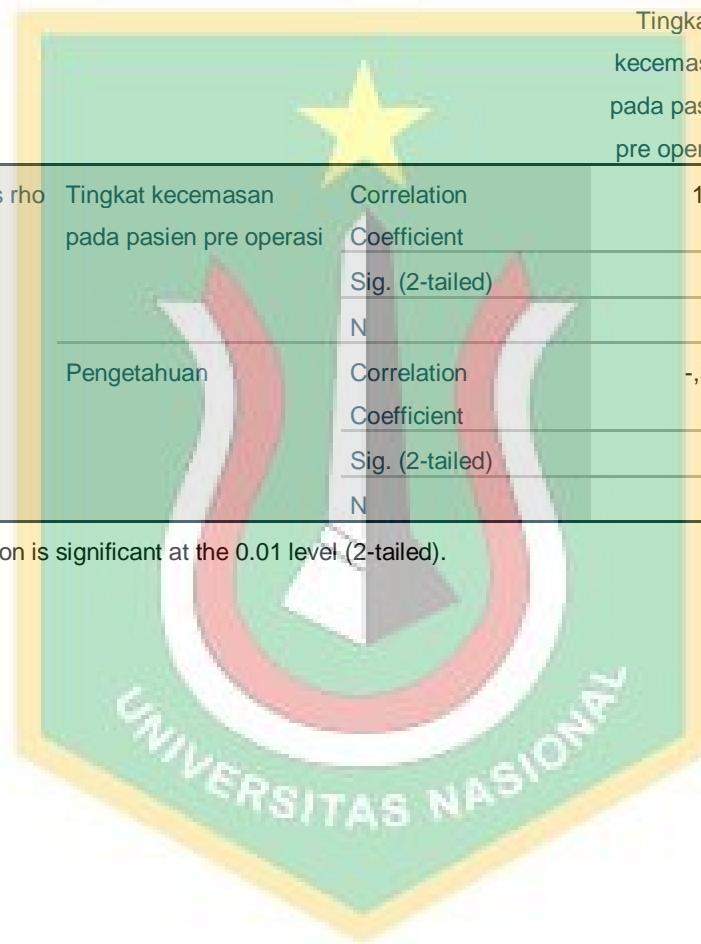 Tingka
kecemas
pada pas
pre oper
s rho Tingkat kecemasan Correlation 1
pada pasien pre operasi Coefficient
Sig. (2-tailed)
N
Pengetahuan Correlation -,
Coefficient
Sig. (2-tailed)
N
on is significant at the 0.01 level (2-tailed).
UNIVERSITAS NASIONAL